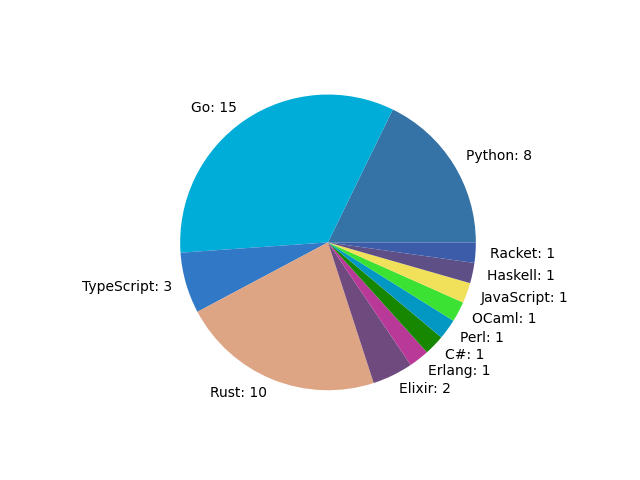 Go: 15
Python: 8
TypeScript: 3
Rust: 10
Elixir: 2
Erlang: 1
C#: 1
Perl: 1
OCaml: 1
JavaScript: 1
Haskell: 1
Racket: 1